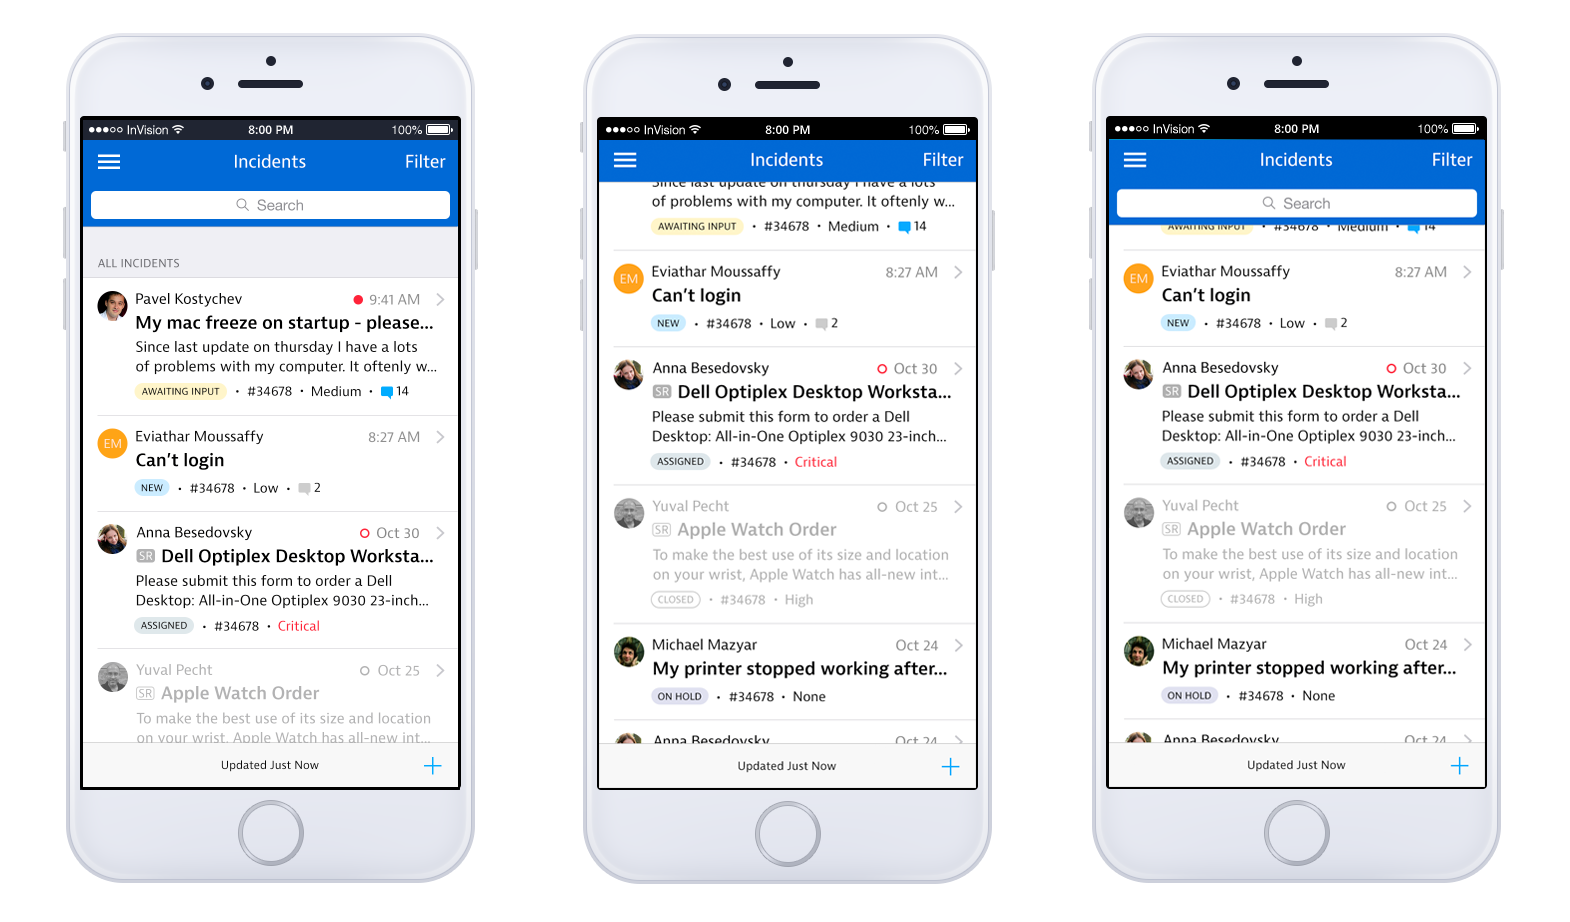 InVision 8:00 PM 100%
Incidents Filter
Search
ALL INCIDENTS
Pavel Kostychev 9:41 AM
My mac freeze on startup - please...
Since last update on thursday I have a lots
of problems with my computer. It oftenly w...
AWAITING INPUT • #34678 • Medium • 14
EM Eviathar Moussaffy 8:27 AM
Can't login
NEW • #34678 • Low • 2
Anna Besedovsky Oct 30
SR Dell Optiplex Desktop Worksta...
Please submit this form to order a Dell
Desktop: All-in-One Optiplex 9030 23-inch...
ASSIGNED • #34678 • Critical
Yuval Pecht Oct 25
SR Apple Watch Order
To make the best use of its size and location
on your wrist, Apple Watch has all-new int...
Updated Just Now +
InVision 8:00 PM 100%
Incidents Filter
Since last update on thursday I have a lots
of problems with my computer. It oftenly w...
AWAITING INPUT • #34678 • Medium • 14
EM Eviathar Moussaffy 8:27 AM
Can't login
NEW • #34678 • Low • 2
Anna Besedovsky Oct 30
SR Dell Optiplex Desktop Worksta...
Please submit this form to order a Dell
Desktop: All-in-One Optiplex 9030 23-inch...
ASSIGNED • #34678 • Critical
Yuval Pecht Oct 25
SR Apple Watch Order
To make the best use of its size and location
on your wrist, Apple Watch has all-new int...
CLOSED • #34678 • High
Michael Mazyar Oct 24
My printer stopped working after...
ON HOLD • #34678 • None
Anna Besedovsky Oct 24
Updated Just Now +
InVision 8:00 PM 100%
Incidents Filter
Search
AWAITING INPUT • #34678 • Medium • 14
EM Eviathar Moussaffy 8:27 AM
Can't login
NEW • #34678 • Low • 2
Anna Besedovsky Oct 30
SR Dell Optiplex Desktop Worksta...
Please submit this form to order a Dell
Desktop: All-in-One Optiplex 9030 23-inch...
ASSIGNED • #34678 • Critical
Yuval Pecht Oct 25
SR Apple Watch Order
To make the best use of its size and location
on your wrist, Apple Watch has all-new int...
CLOSED • #34678 • High
Michael Mazyar Oct 24
My printer stopped working after...
ON HOLD • #34678 • None
Anna Besedovsky Oct 24
Updated Just Now +